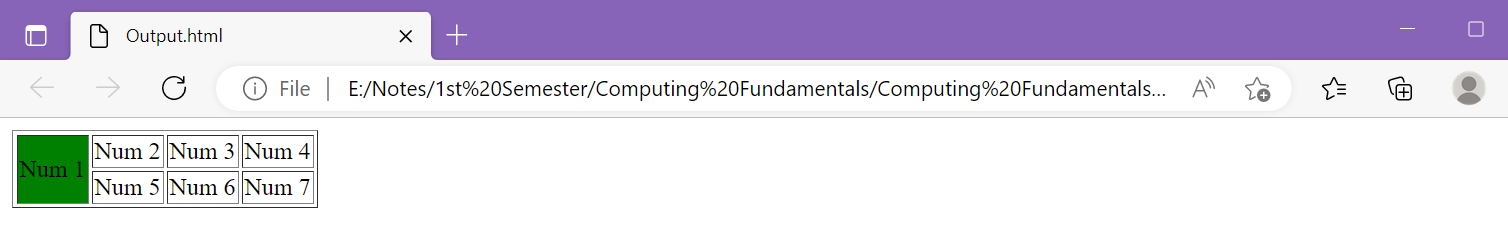 Output.html
File | E:/Notes/1st%20Semester/Computing%20Fundamentals/Computing%20Fundamentals...
Num 1 Num 2 Num 3 Num 4
Num 5 Num 6 Num 7